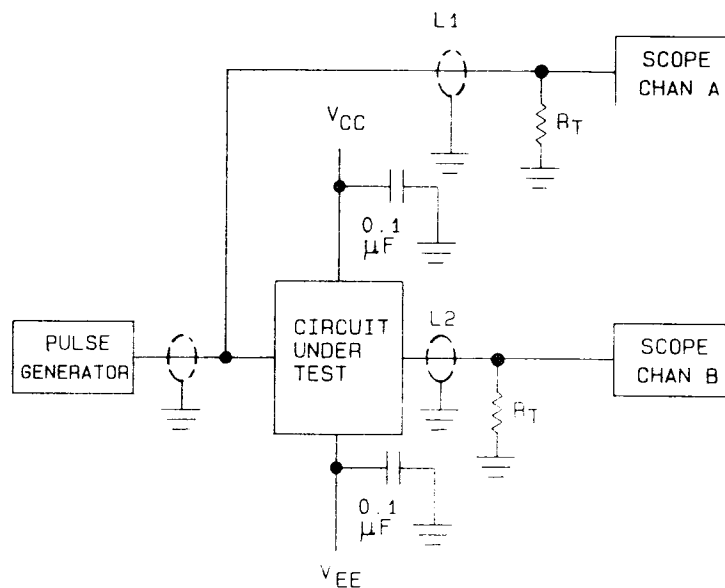 L1
SCOPE
CHAN A
VCC
RT
0.1
μF
PULSE
GENERATOR
CIRCUIT
UNDER
TEST
L2
SCOPE
CHAN B
RT
0.1
μF
VEE